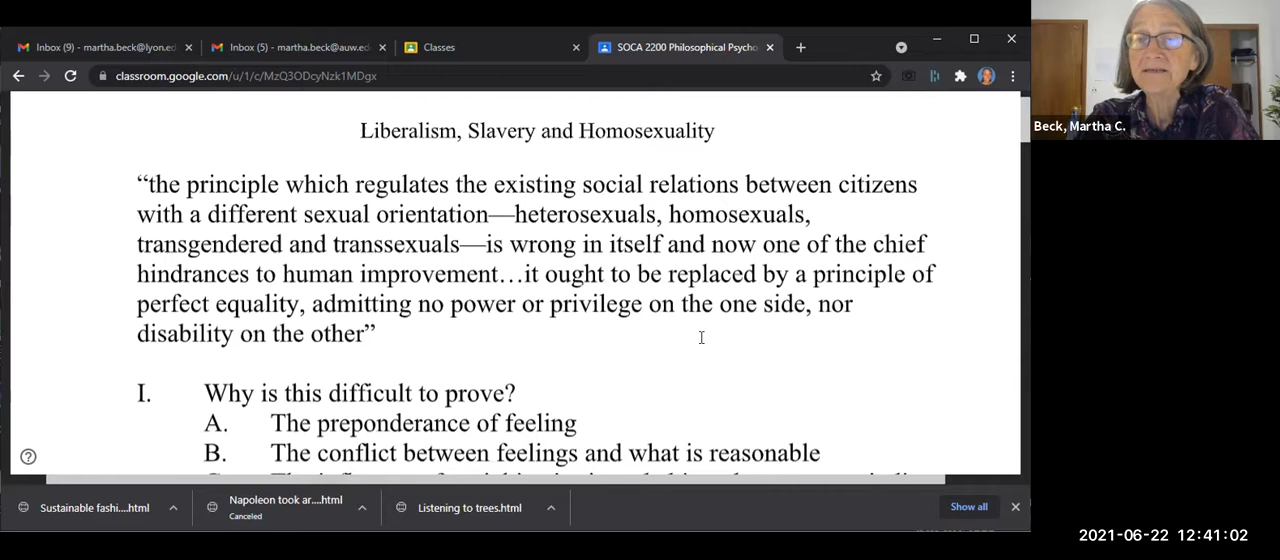 Inbox (9) - martha.beck@lyon.ed
Inbox (5) - martha.beck@auw.ed
Classes
SOCA 2200 Philosophical Psycho
classroom.google.com/u/1/c/MzQ3ODcyNzk1MDgx
Beck, Martha C.
Liberalism, Slavery and Homosexuality
“the principle which regulates the existing social relations between citizens
with a different sexual orientation—heterosexuals, homosexuals,
transgendered and transsexuals—is wrong in itself and now one of the chief
hindrances to human improvement…it ought to be replaced by a principle of
perfect equality, admitting no power or privilege on the one side, nor
disability on the other”
I. Why is this difficult to prove?
A. The preponderance of feeling
B. The conflict between feelings and what is reasonable
Sustainable fashi....html
Napoleon took ar....html
Canceled
Listening to trees.html
Show all
2021-06-22 12:41:02